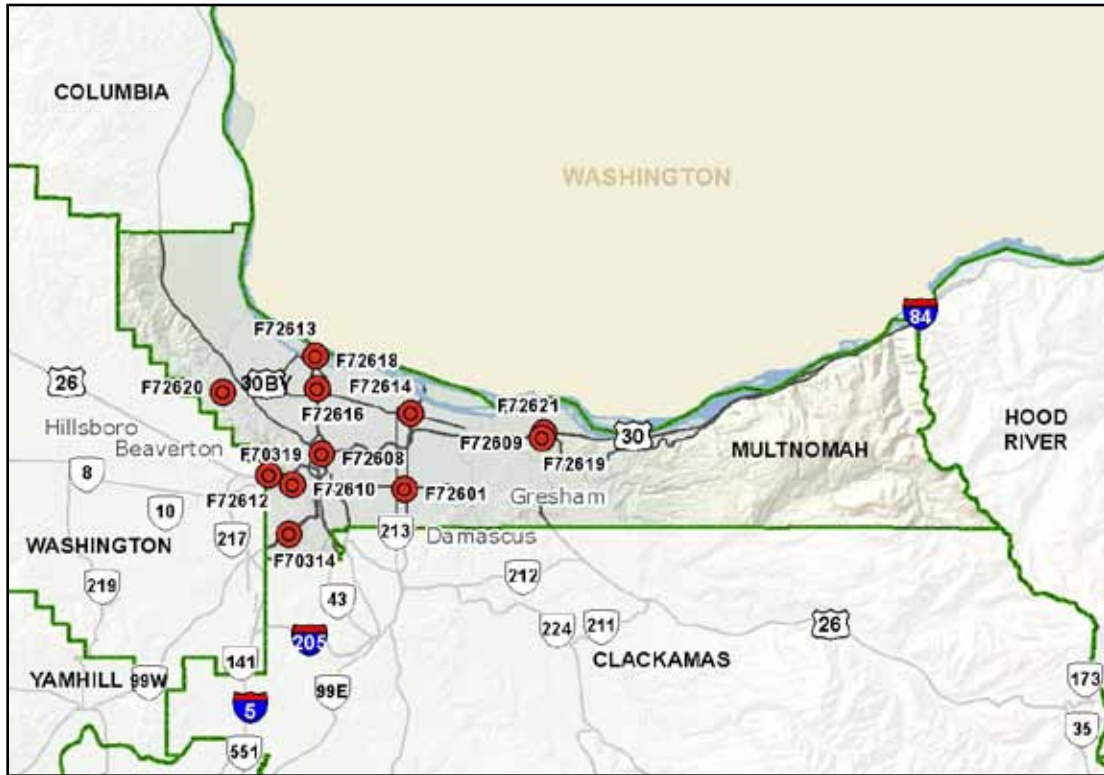 COLUMBIA
WASHINGTON
84
F72613
F72618
26
F72620
30BY
F72614
F72616
F72621
Hillsboro
Beaverton
F70319
F72608
F72609
30
F72619
MULTNOMAH
HOOD
RIVER
8
F72612
F72610
F72601
Gresham
10
WASHINGTON
217
213
Damascus
F70314
219
43
212
205
224
211
26
CLACKAMAS
YAMHILL
99W
141
99E
173
5
35
551